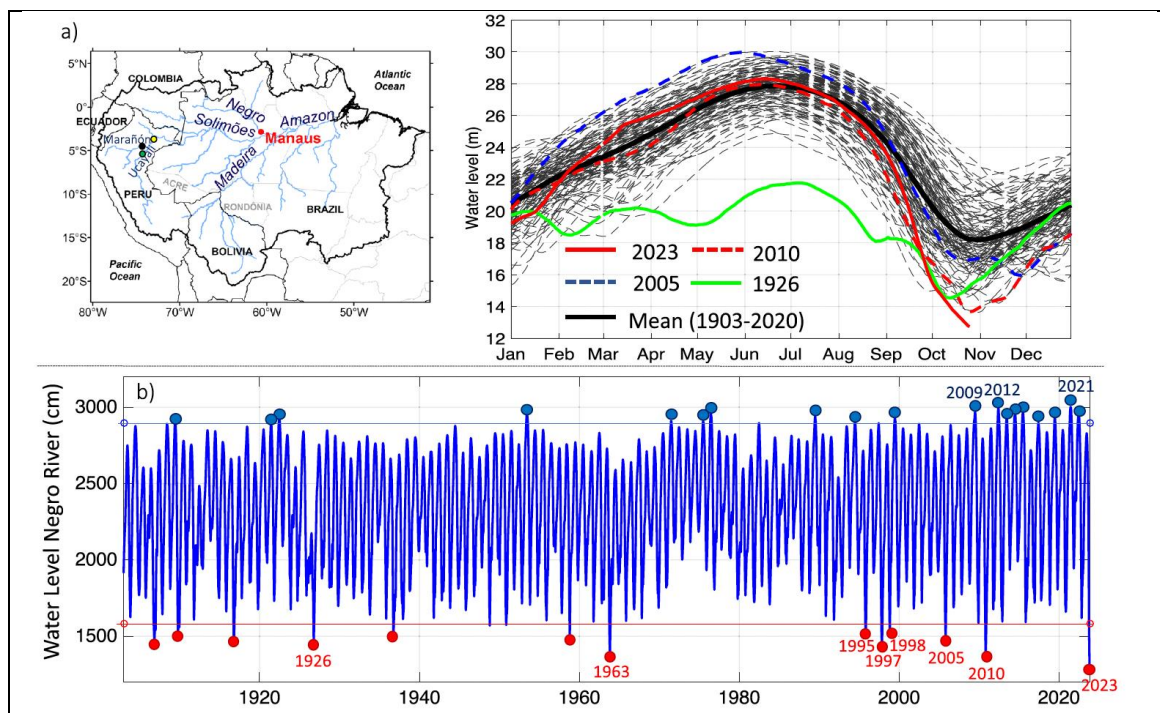 a)
5°N
0°
5°S
10°S
15°S
20°S
80°W
70°W
60°W
50°W
COLOMBIA
ECUADOR
PERU
BOLIVIA
BRAZIL
Atlantic
Ocean
Pacific
Ocean
Negro
Solimões
Amazon
Manaus
Marañón
Ucayali
Madeira
ACRE
RONDÔNIA
Water level (m)
32
30
28
26
24
22
20
18
16
14
12
Jan Feb Mar Apr May Jun Jul Aug Sep Oct Nov Dec
2023
2010
2005
1926
Mean (1903-2020)
b)
Water Level Negro River (cm)
3000
2500
2000
1500
2009
2012
2021
1926
1963
1995
1997
1998
2005
2010
2023
1920 1940 1960 1980 2000 2020